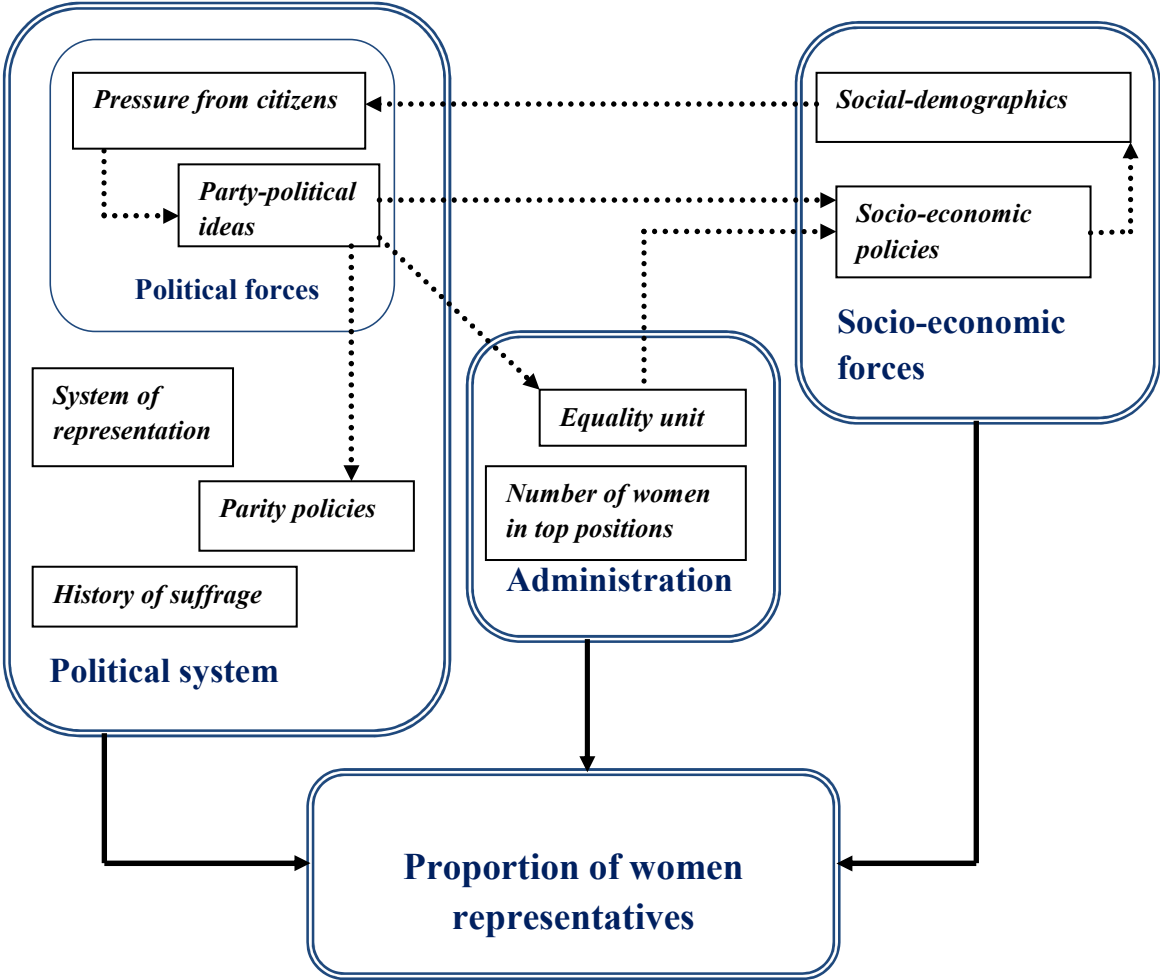 Pressure from citizens
Party-political
ideas
Political forces
System of
representation
Parity policies
History of suffrage
Political system
Equality unit
Number of women
in top positions
Administration
Social-demographics
Socio-economic
policies
Socio-economic
forces
Proportion of women
representatives